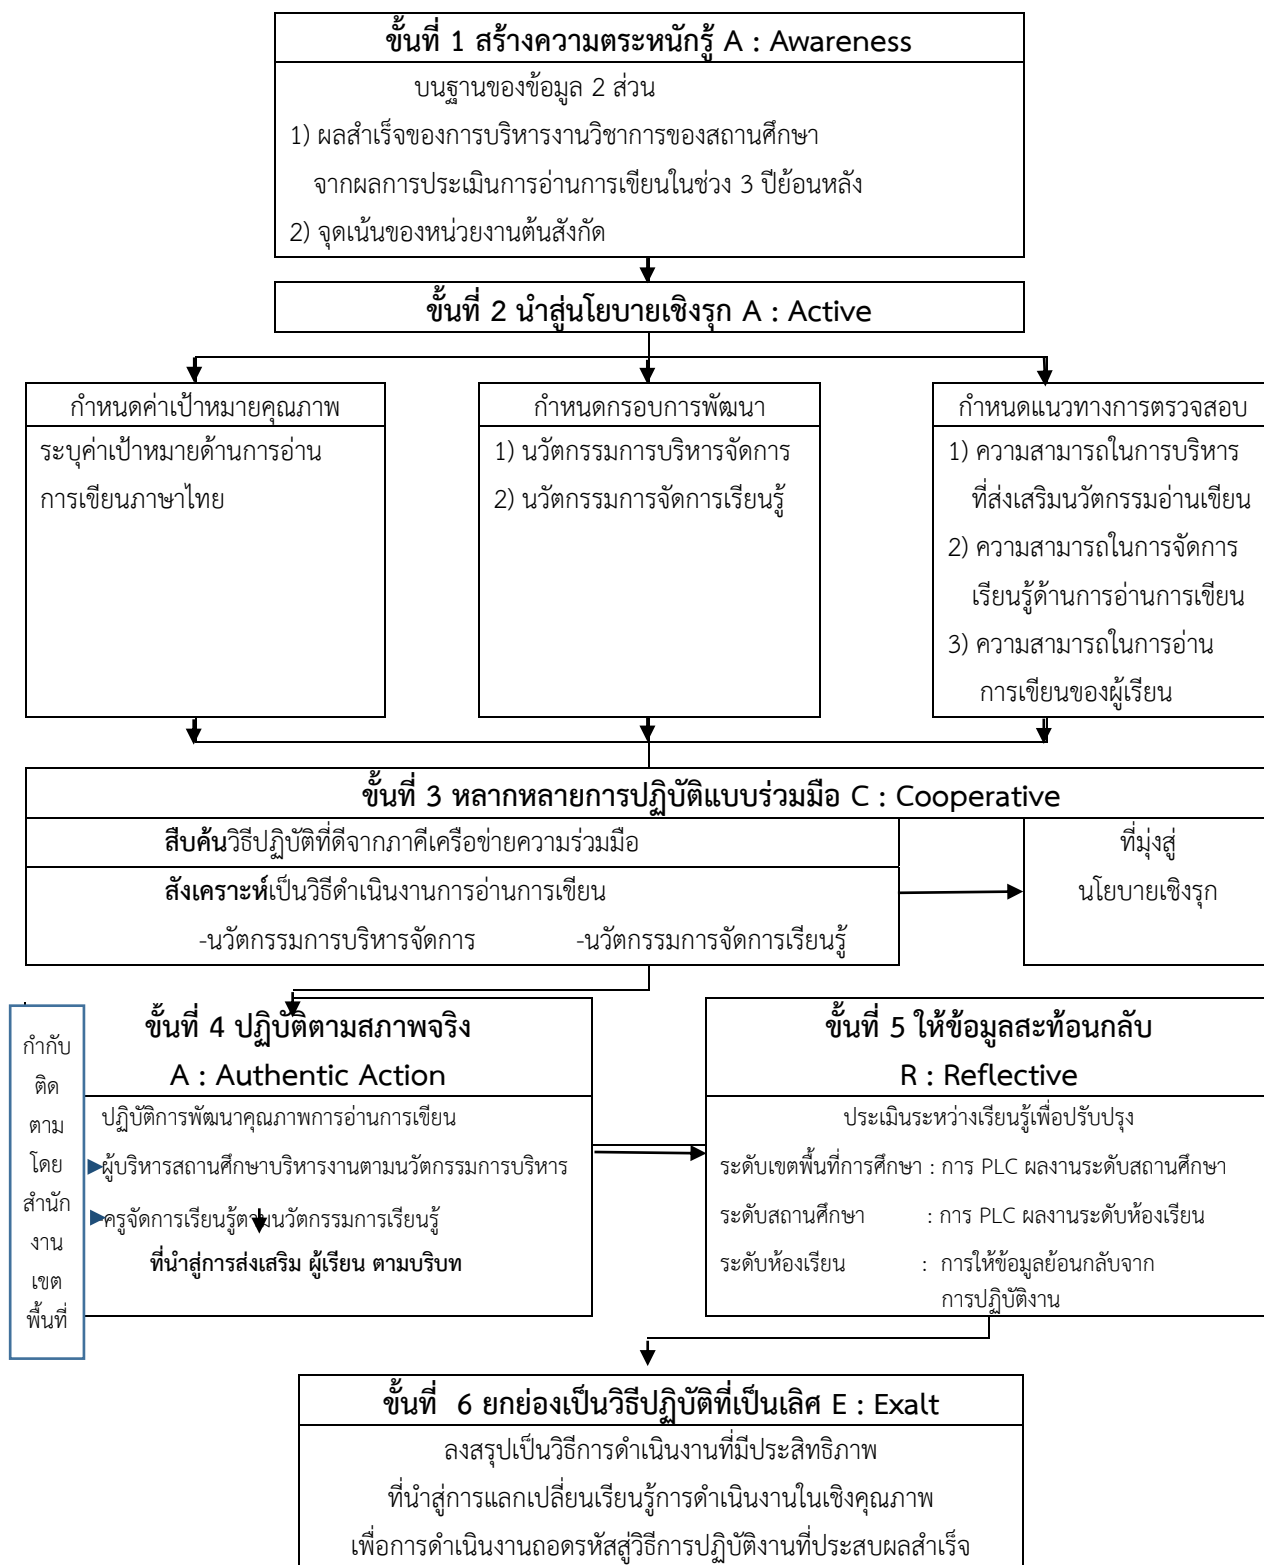 ขั้นที่ 1 สร้างความตระหนักรู้ A : Awareness
บนฐานของข้อมูล 2 ส่วน
1) ผลสำเร็จของการบริหารงานวิชาการของสถานศึกษา
จากผลการประเมินการอ่านการเขียนในช่วง 3 ปีย้อนหลัง
2) จุดเน้นของหน่วยงานต้นสังกัด
ขั้นที่ 2 นำสู่นโยบายเชิงรุก A : Active
กำหนดค่าเป้าหมายคุณภาพ
ระบุค่าเป้าหมายด้านการอ่าน
การเขียนภาษาไทย
กำหนดกรอบการพัฒนา
1) นวัตกรรมการบริหารจัดการ
2) นวัตกรรมการจัดการเรียนรู้
กำหนดแนวทางการตรวจสอบ
1) ความสามารถในการบริหาร
ที่ส่งเสริมนวัตกรรมอ่านเขียน
2) ความสามารถในการจัดการ
เรียนรู้ด้านการอ่านการเขียน
3) ความสามารถในการอ่าน
การเขียนของผู้เรียน
ขั้นที่ 3 หลากหลายการปฏิบัติแบบร่วมมือ C : Cooperative
สืบค้นวิธีปฏิบัติที่ดีจากภาคีเครือข่ายความร่วมมือ
สังเคราะห์เป็นวิธีดำเนินงานการอ่านการเขียน
-นวัตกรรมการบริหารจัดการ -นวัตกรรมการจัดการเรียนรู้
ที่มุ่งสู่
นโยบายเชิงรุก
กำกับ
ติด
ตาม
โดย
สำนัก
งาน
เขต
พื้นที่
ขั้นที่ 4 ปฏิบัติตามสภาพจริง
A : Authentic Action
ปฏิบัติการพัฒนาคุณภาพการอ่านการเขียน
ผู้บริหารสถานศึกษาบริหารงานตามนวัตกรรมการบริหาร
ครูจัดการเรียนรู้ตามนวัตกรรมการเรียนรู้
ที่นำสู่การส่งเสริม ผู้เรียน ตามบริบท
ขั้นที่ 5 ให้ข้อมูลสะท้อนกลับ
R : Reflective
ประเมินระหว่างเรียนรู้เพื่อปรับปรุง
ระดับเขตพื้นที่การศึกษา : การ PLC ผลงานระดับสถานศึกษา
ระดับสถานศึกษา : การ PLC ผลงานระดับห้องเรียน
ระดับห้องเรียน : การให้ข้อมูลย้อนกลับจาก
การปฏิบัติงาน
ขั้นที่ 6 ยกย่องเป็นวิธีปฏิบัติที่เป็นเลิศ E : Exalt
ลงสรุปเป็นวิธีการดำเนินงานที่มีประสิทธิภาพ
ที่นำสู่การแลกเปลี่ยนเรียนรู้การดำเนินงานในเชิงคุณภาพ
เพื่อการดำเนินงานถอดรหัสสู่วิธีการปฏิบัติงานที่ประสบผลสำเร็จ